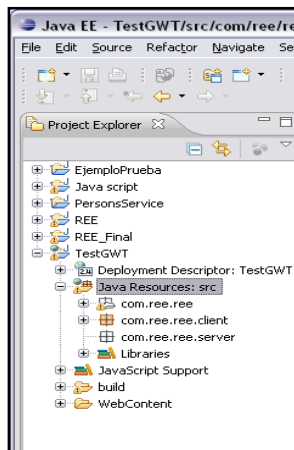 Java EE - TestGWT/src/com/ree/re
File Edit Source Refactor Navigate Se
Project Explorer
EjemploPrueba
Java script
PersonsService
REE
REE_Final
TestGWT
Deployment Descriptor: TestGWT
Java Resources: src
com.ree.ree
com.ree.ree.client
com.ree.ree.server
Libraries
JavaScript Support
build
WebContent